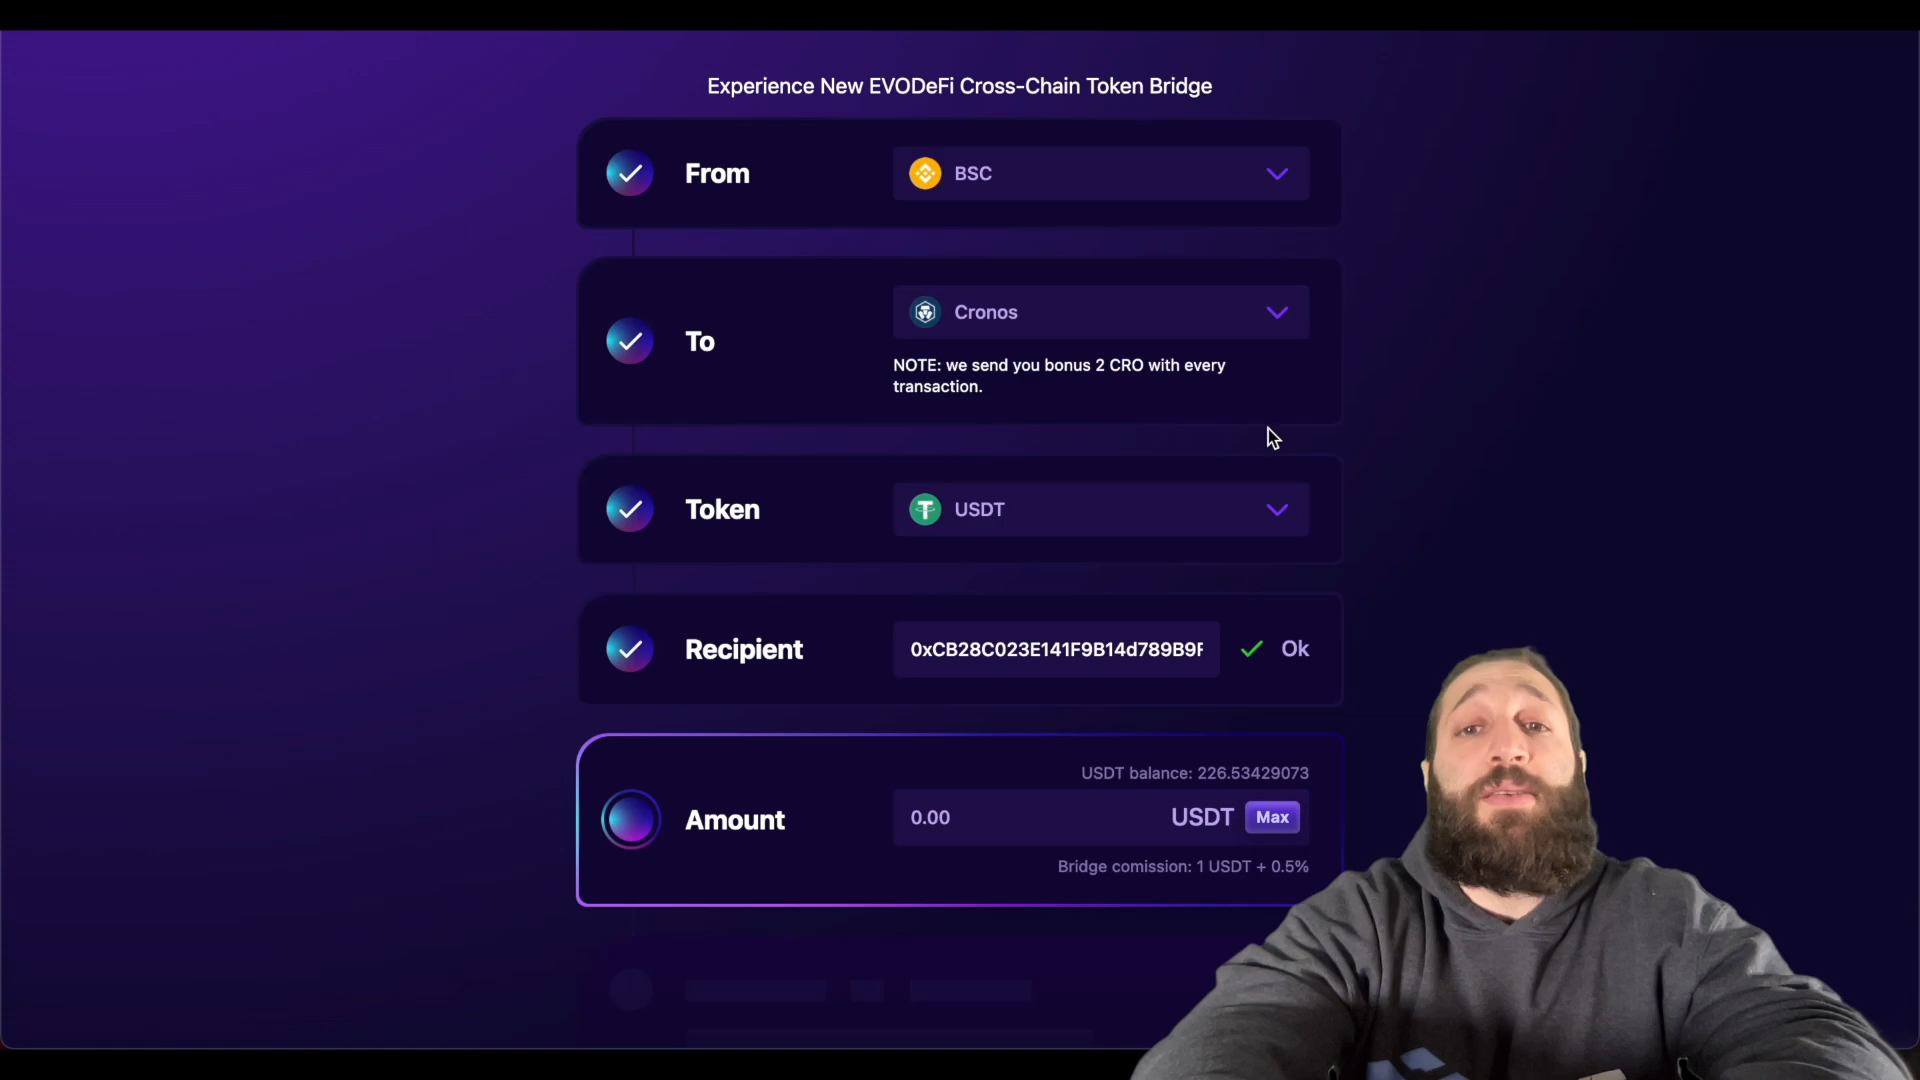 Experience New EVODeFi Cross-Chain Token Bridge
From
BSC
To
Cronos
NOTE: we send you bonus 2 CRO with every
transaction.
Token
USDT
Recipient
0xCB28C023E141F9B14d789B9F
Ok
USDT balance: 226.53429073
Amount
0.00
USDT
Max
Bridge comission: 1 USDT + 0.5%